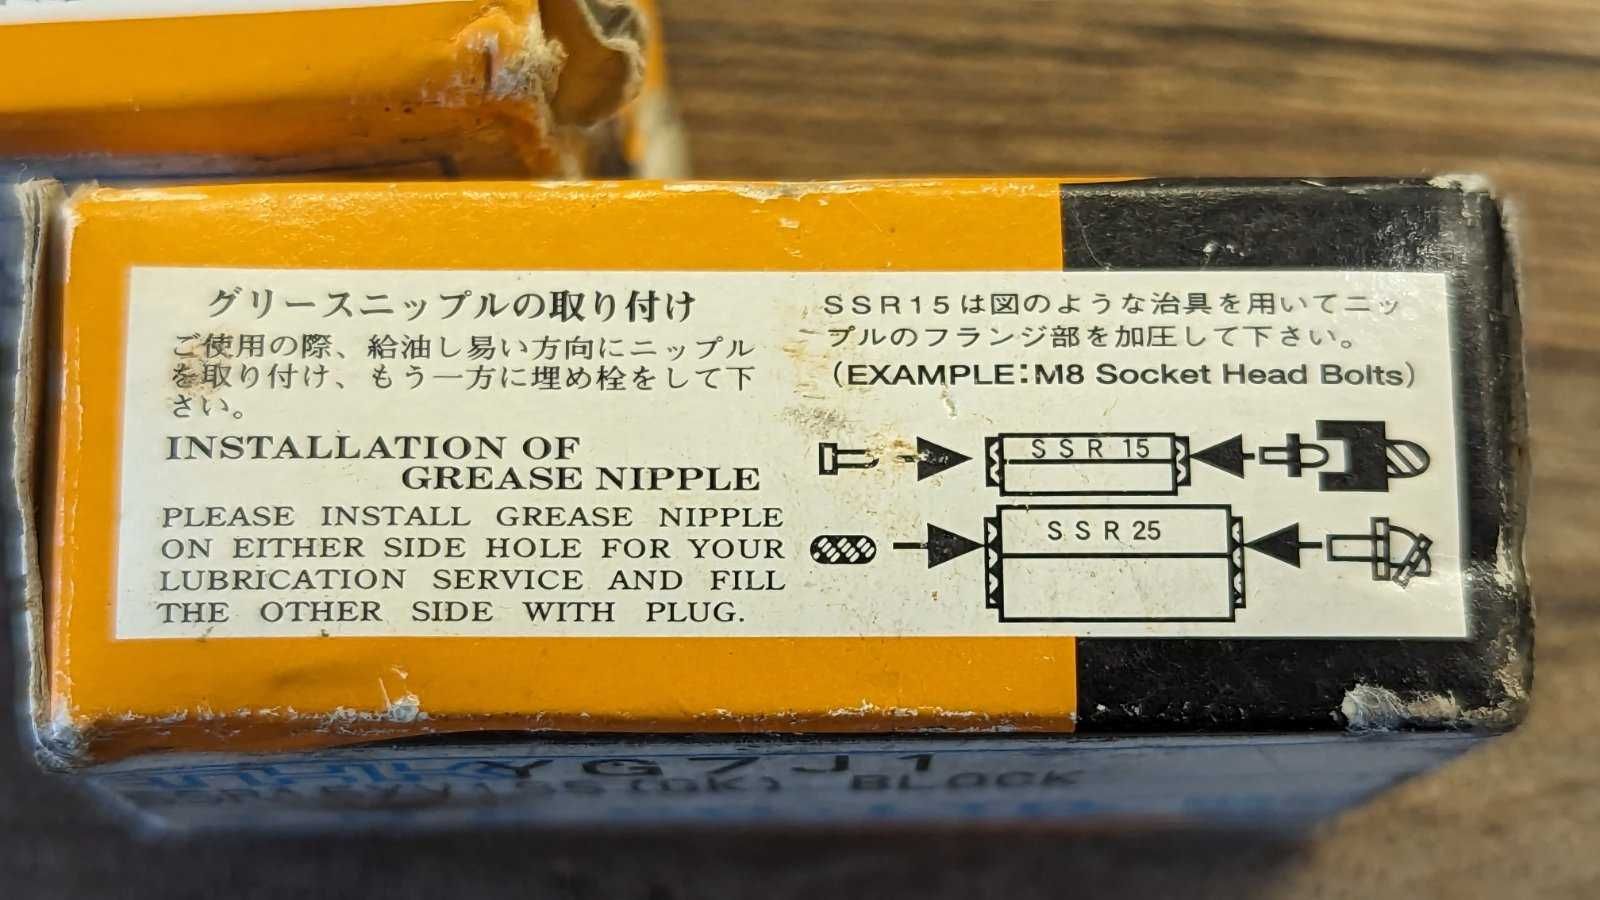 グリースニップルの取り付け
ご使用の際、給油し易い方向にニップル
を取り付け、もう一方に埋め栓をして下
さい。
INSTALLATION OF
GREASE NIPPLE
PLEASE INSTALL GREASE NIPPLE
ON EITHER SIDE HOLE FOR YOUR
LUBRICATION SERVICE AND FILL
THE OTHER SIDE WITH PLUG.
SSR15は図のような治具を用いてニッ
プルのフランジ部を加圧して下さい。
(EXAMPLE:M8 Socket Head Bolts)
SSR 15
SSR 25
BLOCK